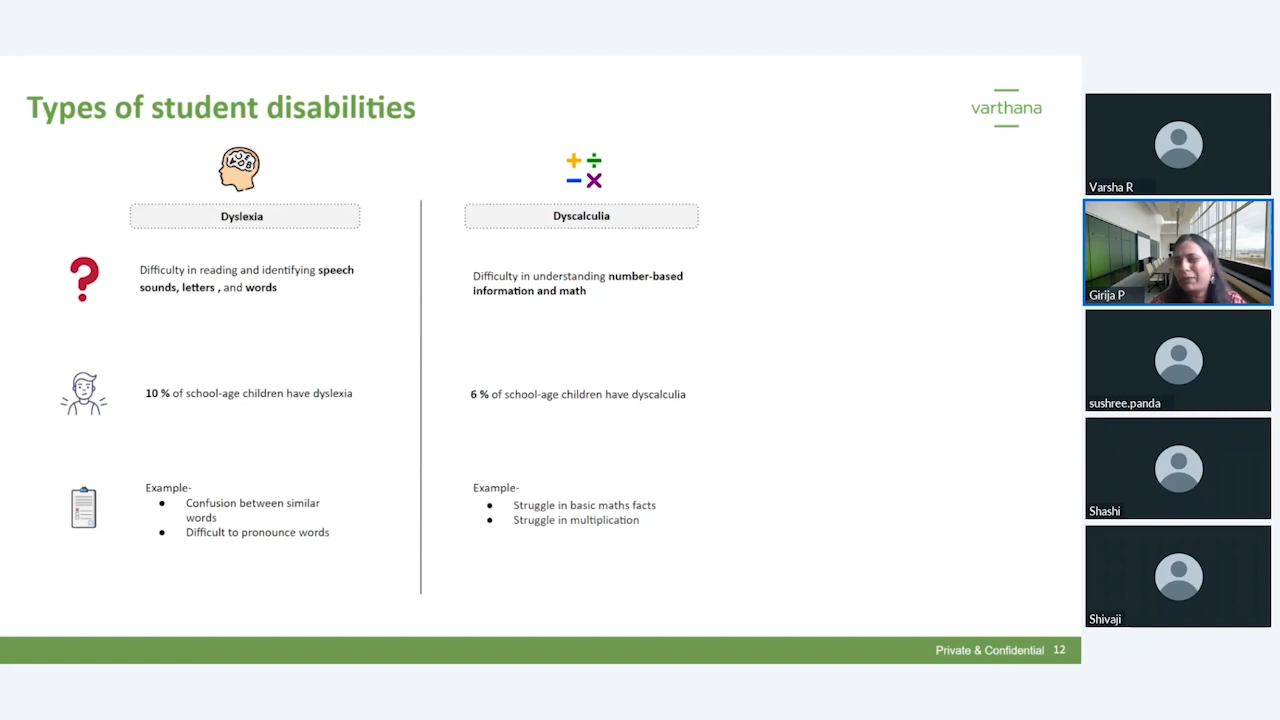 Types of student disabilities
varthana
Dyslexia
Difficulty in reading and identifying speech
sounds, letters , and words
10 % of school-age children have dyslexia
Example-
● Confusion between similar
words
● Difficult to pronounce words
Dyscalculia
Difficulty in understanding number-based
information and math
6 % of school-age children have dyscalculia
Example-
● Struggle in basic maths facts
● Struggle in multiplication
Private & Confidential 12
Varsha R
Girija P
sushree.panda
Shashi
Shivaji